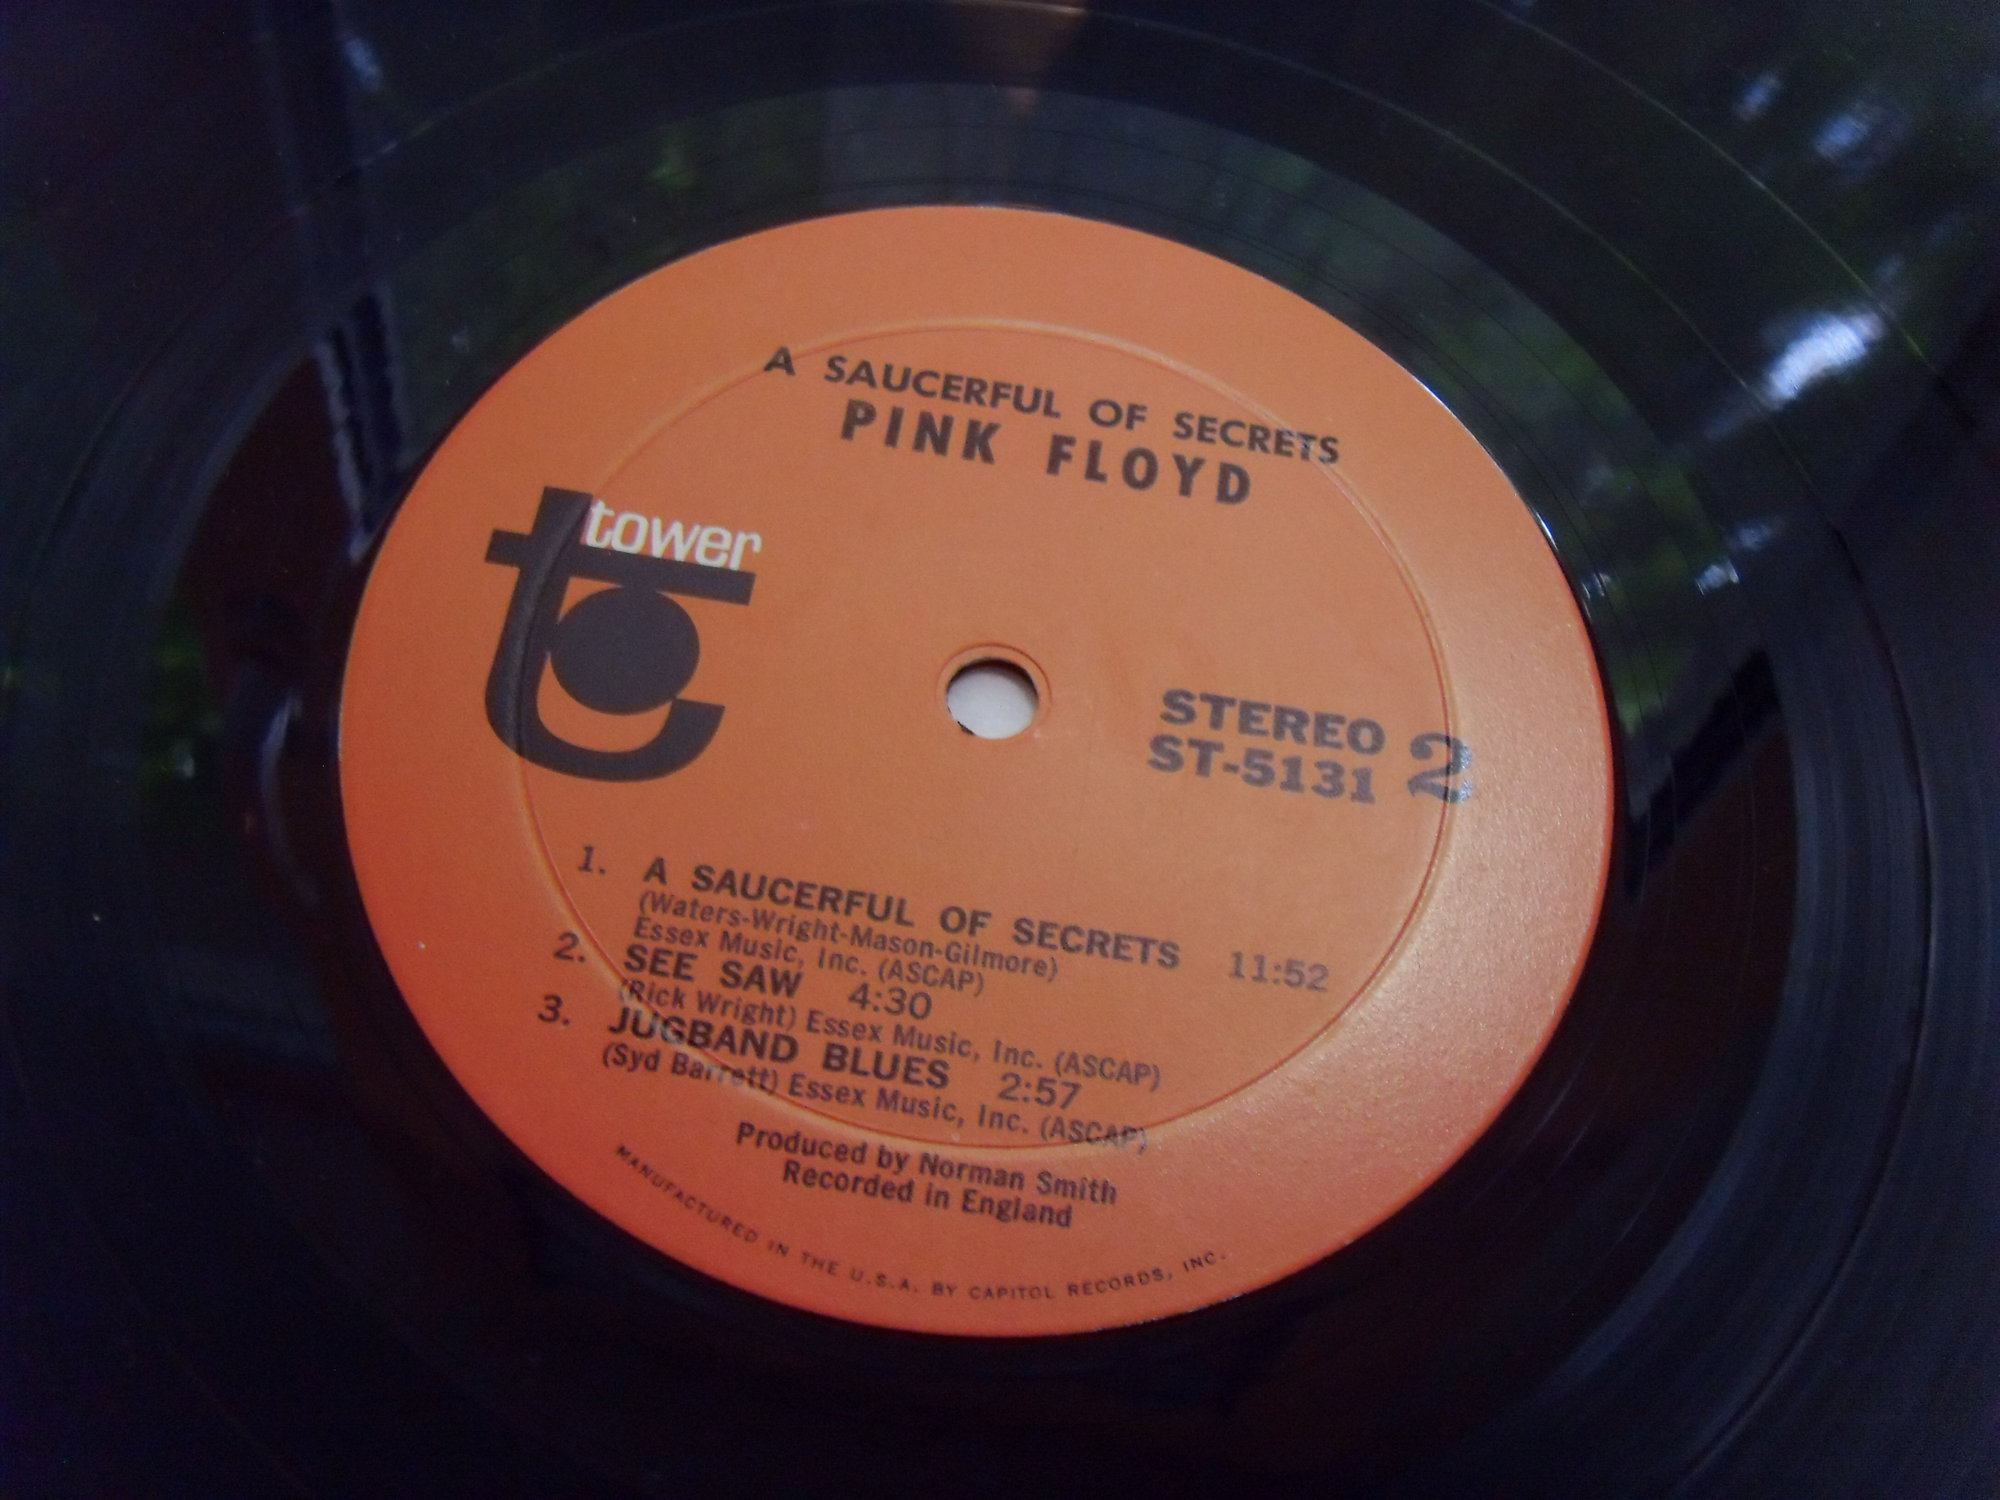 A SAUCERFUL OF SECRETS
PINK FLOYD
tower
STEREO
ST-5131 2
1. A SAUCERFUL OF SECRETS 11:52
(Waters-Wright-Mason-Gilmore)
Essex Music, Inc. (ASCAP)
2. SEE SAW 4:30
(Rick Wright) Essex Music, Inc. (ASCAP)
3. JUGBAND BLUES 2:57
(Syd Barrett) Essex Music, Inc. (ASCAP)
Produced by Norman Smith
Recorded in England
MANUFACTURED IN THE U.S.A. BY CAPITOL RECORDS, INC.